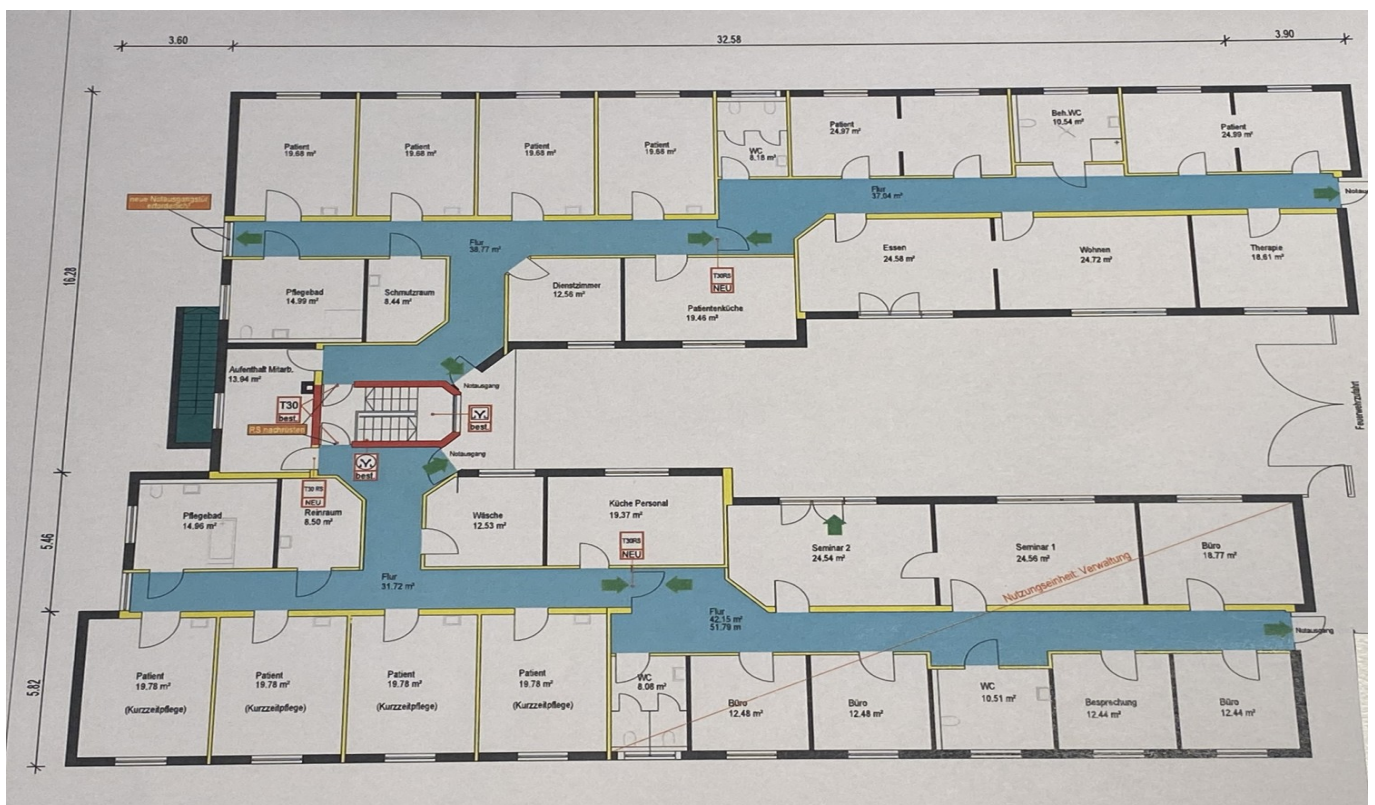 3.60
32.58
3.90
Patient
19.68 m²
Patient
19.68 m²
Patient
19.68 m²
Patient
19.68 m²
WC
8.18 m²
Patient
24.97 m²
Beh.WC
10.54 m²
Patient
24.99 m²
neue Notausgangstür
erforderlich
Flur
38.77 m²
Flur
37.04 m²
16.28
Pflegebad
14.99 m²
Schmutzraum
8.44 m²
Dienstzimmer
12.56 m²
T30RS
NEU
Patientenküche
19.46 m²
Essen
24.58 m²
Wohnen
24.72 m²
Therapie
18.61 m²
Aufenthalt Mitarb.
13.94 m²
Notausgang
T30
best.
RS nachrüsten
best.
Feuerwehrzufahrt
best.
Notausgang
5.46
Pflegebad
14.96 m²
T30 RS
NEU
Reinraum
8.50 m²
Wäsche
12.53 m²
Küche Personal
19.37 m²
T30RS
NEU
Seminar 2
24.54 m²
Seminar 1
24.56 m²
Büro
18.77 m²
Nutzungseinheit: Verwaltung
Flur
31.72 m²
Flur
42.15 m²
51.79 m
Notausgang
5.82
Patient
19.78 m²
(Kurzzeitpflege)
Patient
19.78 m²
(Kurzzeitpflege)
Patient
19.78 m²
(Kurzzeitpflege)
Patient
19.78 m²
(Kurzzeitpflege)
WC
8.08 m²
Büro
12.48 m²
Büro
12.48 m²
WC
10.51 m²
Besprechung
12.44 m²
Büro
12.44 m²